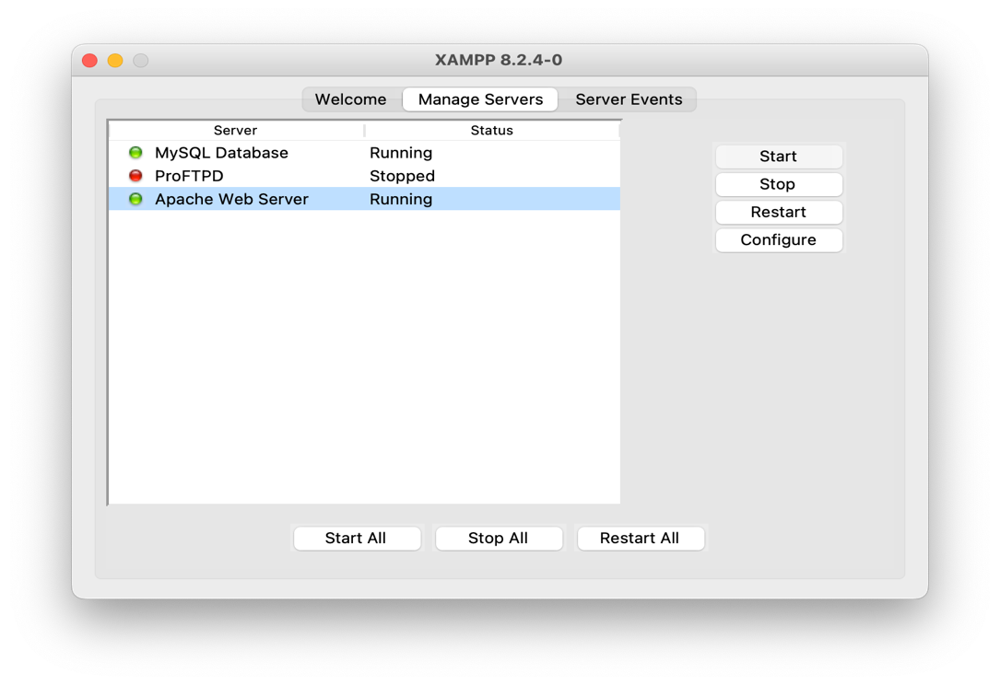 XAMPP 8.2.4-0
Welcome Manage Servers Server Events
Server Status
MySQL Database Running
ProFTPD Stopped
Apache Web Server Running
Start
Stop
Restart
Configure
Start All Stop All Restart All